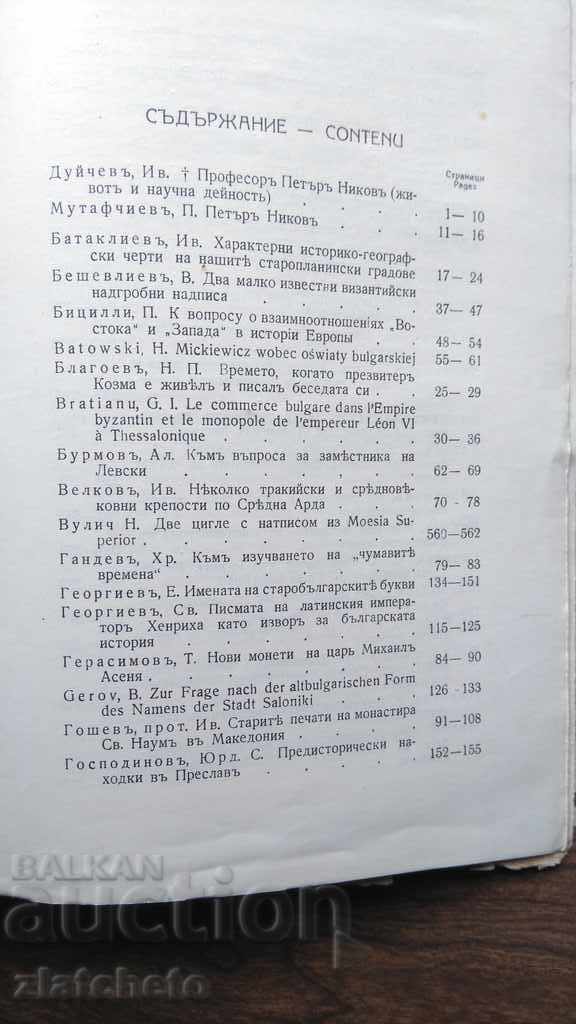 СЪДЪРЖАНИЕ — CONTENU
Страници
Pages
Дуйчевъ, Ив. † Професоръ Петъръ Никовъ (жи-
вотъ и научна дейность) . . . . 1— 10
Мутафчиевъ, П. Петъръ Никовъ . . . 11— 16
Батаклиевъ, Ив. Характерни историко-географ-
ски черти на нашитѣ старопланински градове 17— 24
Бешевлиевъ, В. Два малко известни византийски
надгробни надписа . . . . . 37— 47
Бицилли, П. К вопросу о взаимноотношенiях „Во-
стока“ и „Запада“ в исторiи Европы . . 48— 54
Batowski, H. Mickiewicz wobec oświaty bulgarskiej 55— 61
Благоевъ, Н. П. Времето, когато презвитеръ
Козма е живѣлъ и писалъ беседата си . . 25— 29
Bratianu, G. I. Le commerce bulgare dans l'Empire
byzantin et le monopole de l'empereur Léon VI
à Thessalonique . . . . . . 30— 36
Бурмовъ, Ал. Къмъ въпроса за замѣстника на
Левски . . . . . . . 62— 69
Велковъ, Ив. Нѣколко тракийски и срѣдновѣ-
ковни крепости по Срѣдна Арда . . . 70 - 78
Вулич Н. Две цигле с натписом из Moesia Su-
perior . . . . . . . . 560—562
Гандевъ, Хр. Къмъ изучването на „чумавитѣ
времена“ . . . . . . . 79— 83
Георгиевъ, Е. Имената на старобългарскитѣ букви 134—151
Георгиевъ, Св. Писмата на латинския императ-
торъ Хенриха като изворъ за българската
история . . . . . . . 115—125
Герасимовъ, Т. Нови монети на царь Михаилъ
Асеня . . . . . . . . 84— 90
Gerov, B. Zur Frage nach der altbulgarischen Form
des Namens der Stadt Saloniki . . . 126 - 133
Гошевъ, прот. Ив. Старитѣ печати на монастира
Св. Наумъ въ Македония . . . . 91—108
Господиновъ, Юрд. С. Предисторически на-
ходки въ Преславъ . . . . . 152—155
BALKAN
auction
zlatcheto